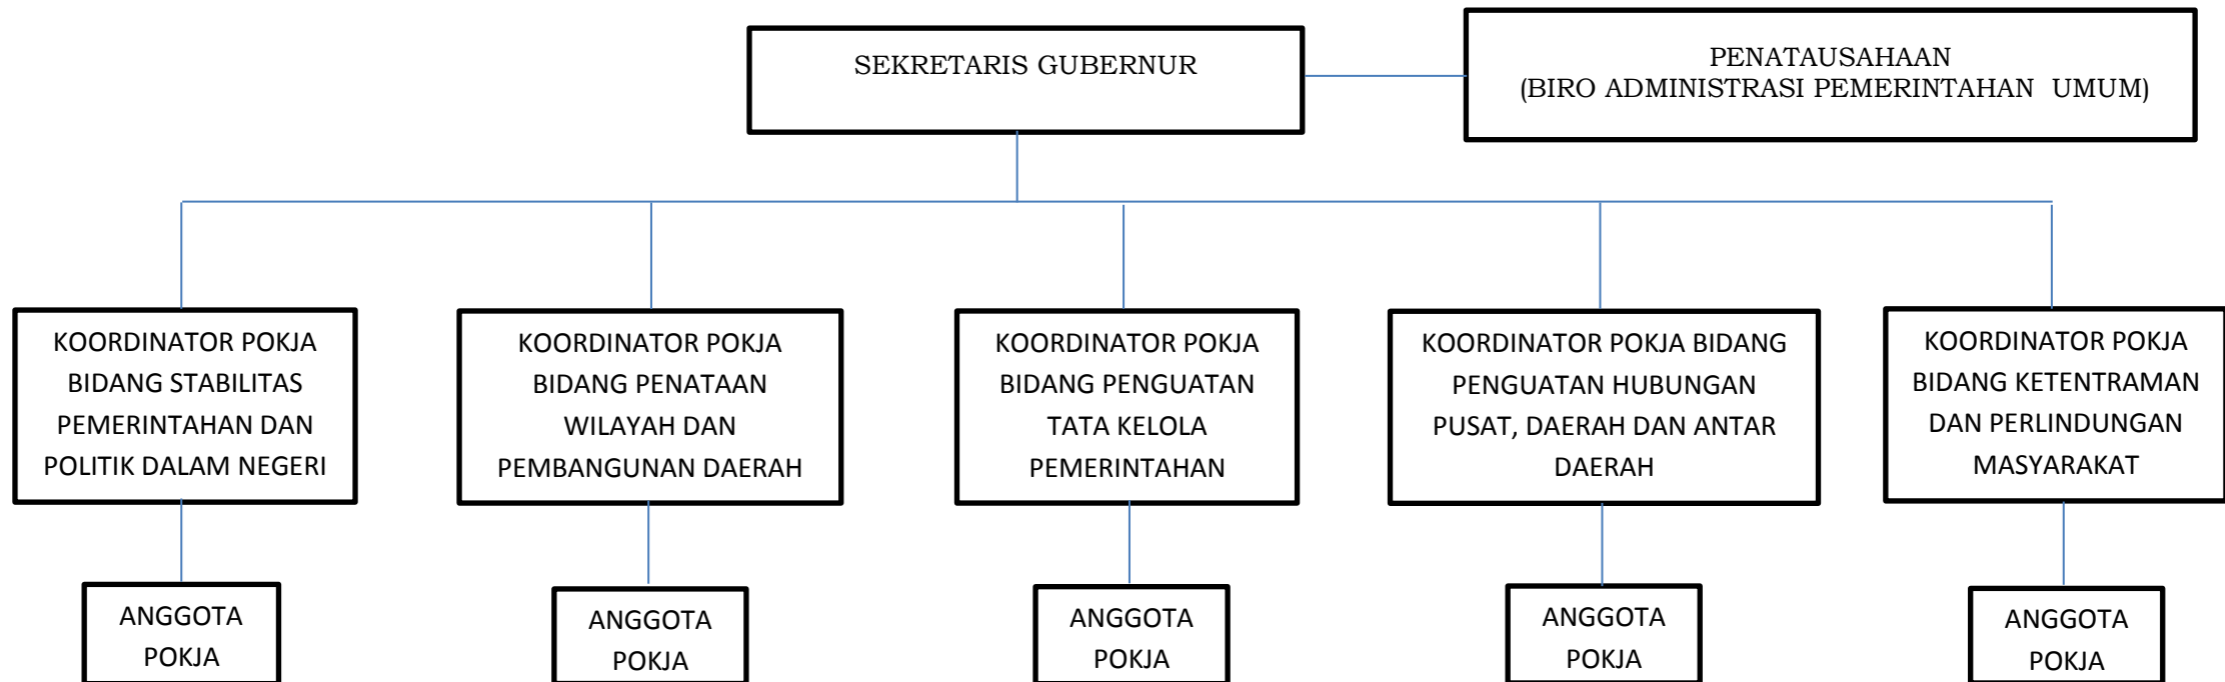 SEKRETARIS GUBERNUR
PENATAUSAHAAN
(BIRO ADMINISTRASI PEMERINTAHAN UMUM)
KOORDINATOR POKJA
BIDANG STABILITAS
PEMERINTAHAN DAN
POLITIK DALAM NEGERI
KOORDINATOR POKJA
BIDANG PENATAAN
WILAYAH DAN
PEMBANGUNAN DAERAH
KOORDINATOR POKJA
BIDANG PENGUATAN
TATA KELOLA
PEMERINTAHAN
KOORDINATOR POKJA BIDANG
PENGUATAN HUBUNGAN
PUSAT, DAERAH DAN ANTAR
DAERAH
KOORDINATOR POKJA
BIDANG KETENTRAMAN
DAN PERLINDUNGAN
MASYARAKAT
ANGGOTA
POKJA
ANGGOTA
POKJA
ANGGOTA
POKJA
ANGGOTA
POKJA
ANGGOTA
POKJA